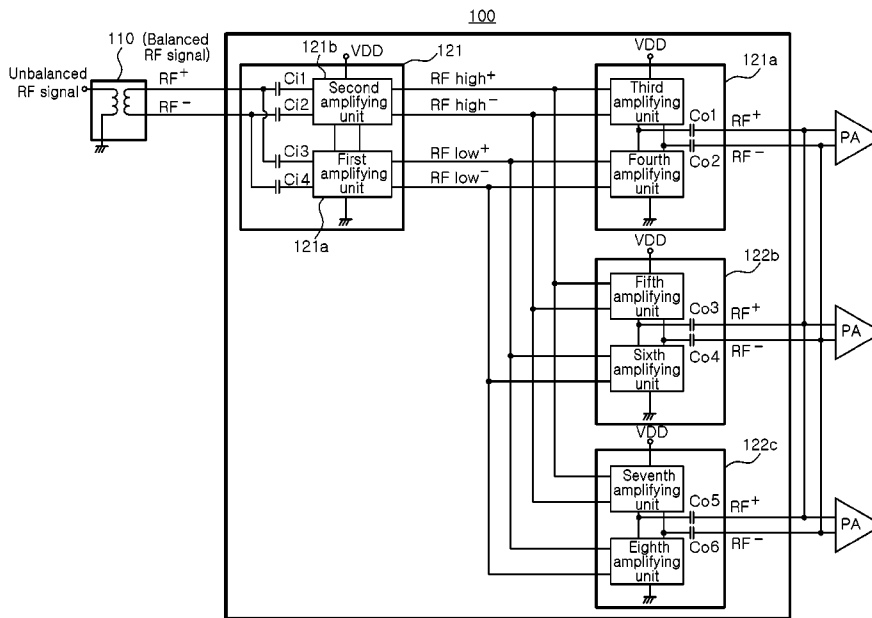 100
110
(Balanced
RF signal)
Unbalanced
RF signal
RF+
RF-
121b
VDD
121
Ci1
Ci2
Ci3
Ci4
Second
amplifying
unit
First
amplifying
unit
121a
RF high+
RF high-
RF low+
RF low-
VDD
121a
Third
amplifying
unit
Fourth
amplifying
unit
Co1
Co2
RF+
RF-
PA
VDD
122b
Fifth
amplifying
unit
Sixth
amplifying
unit
Co3
Co4
RF+
RF-
PA
VDD
122c
Seventh
amplifying
unit
Eighth
amplifying
unit
Co5
Co6
RF+
RF-
PA